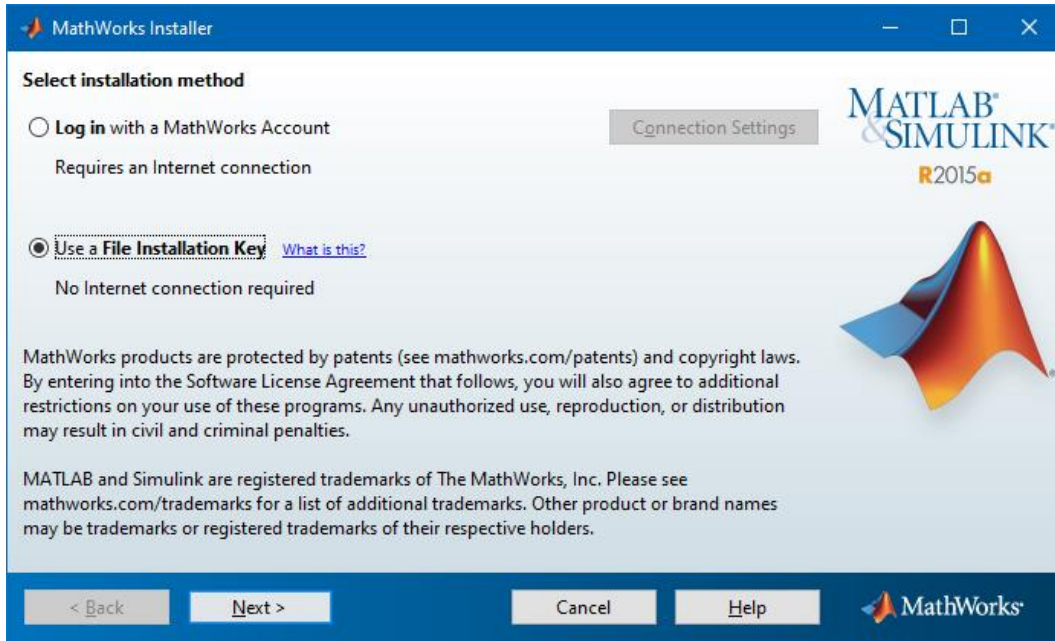 MathWorks Installer
Select installation method
Log in with a MathWorks Account
Connection Settings
Requires an Internet connection
MATLAB®
&SIMULINK®
R2015a
Use a File Installation Key What is this?
No Internet connection required
MathWorks products are protected by patents (see mathworks.com/patents) and copyright laws.
By entering into the Software License Agreement that follows, you will also agree to additional
restrictions on your use of these programs. Any unauthorized use, reproduction, or distribution
may result in civil and criminal penalties.
MATLAB and Simulink are registered trademarks of The MathWorks, Inc. Please see
mathworks.com/trademarks for a list of additional trademarks. Other product or brand names
may be trademarks or registered trademarks of their respective holders.
< Back Next > Cancel Help MathWorks®